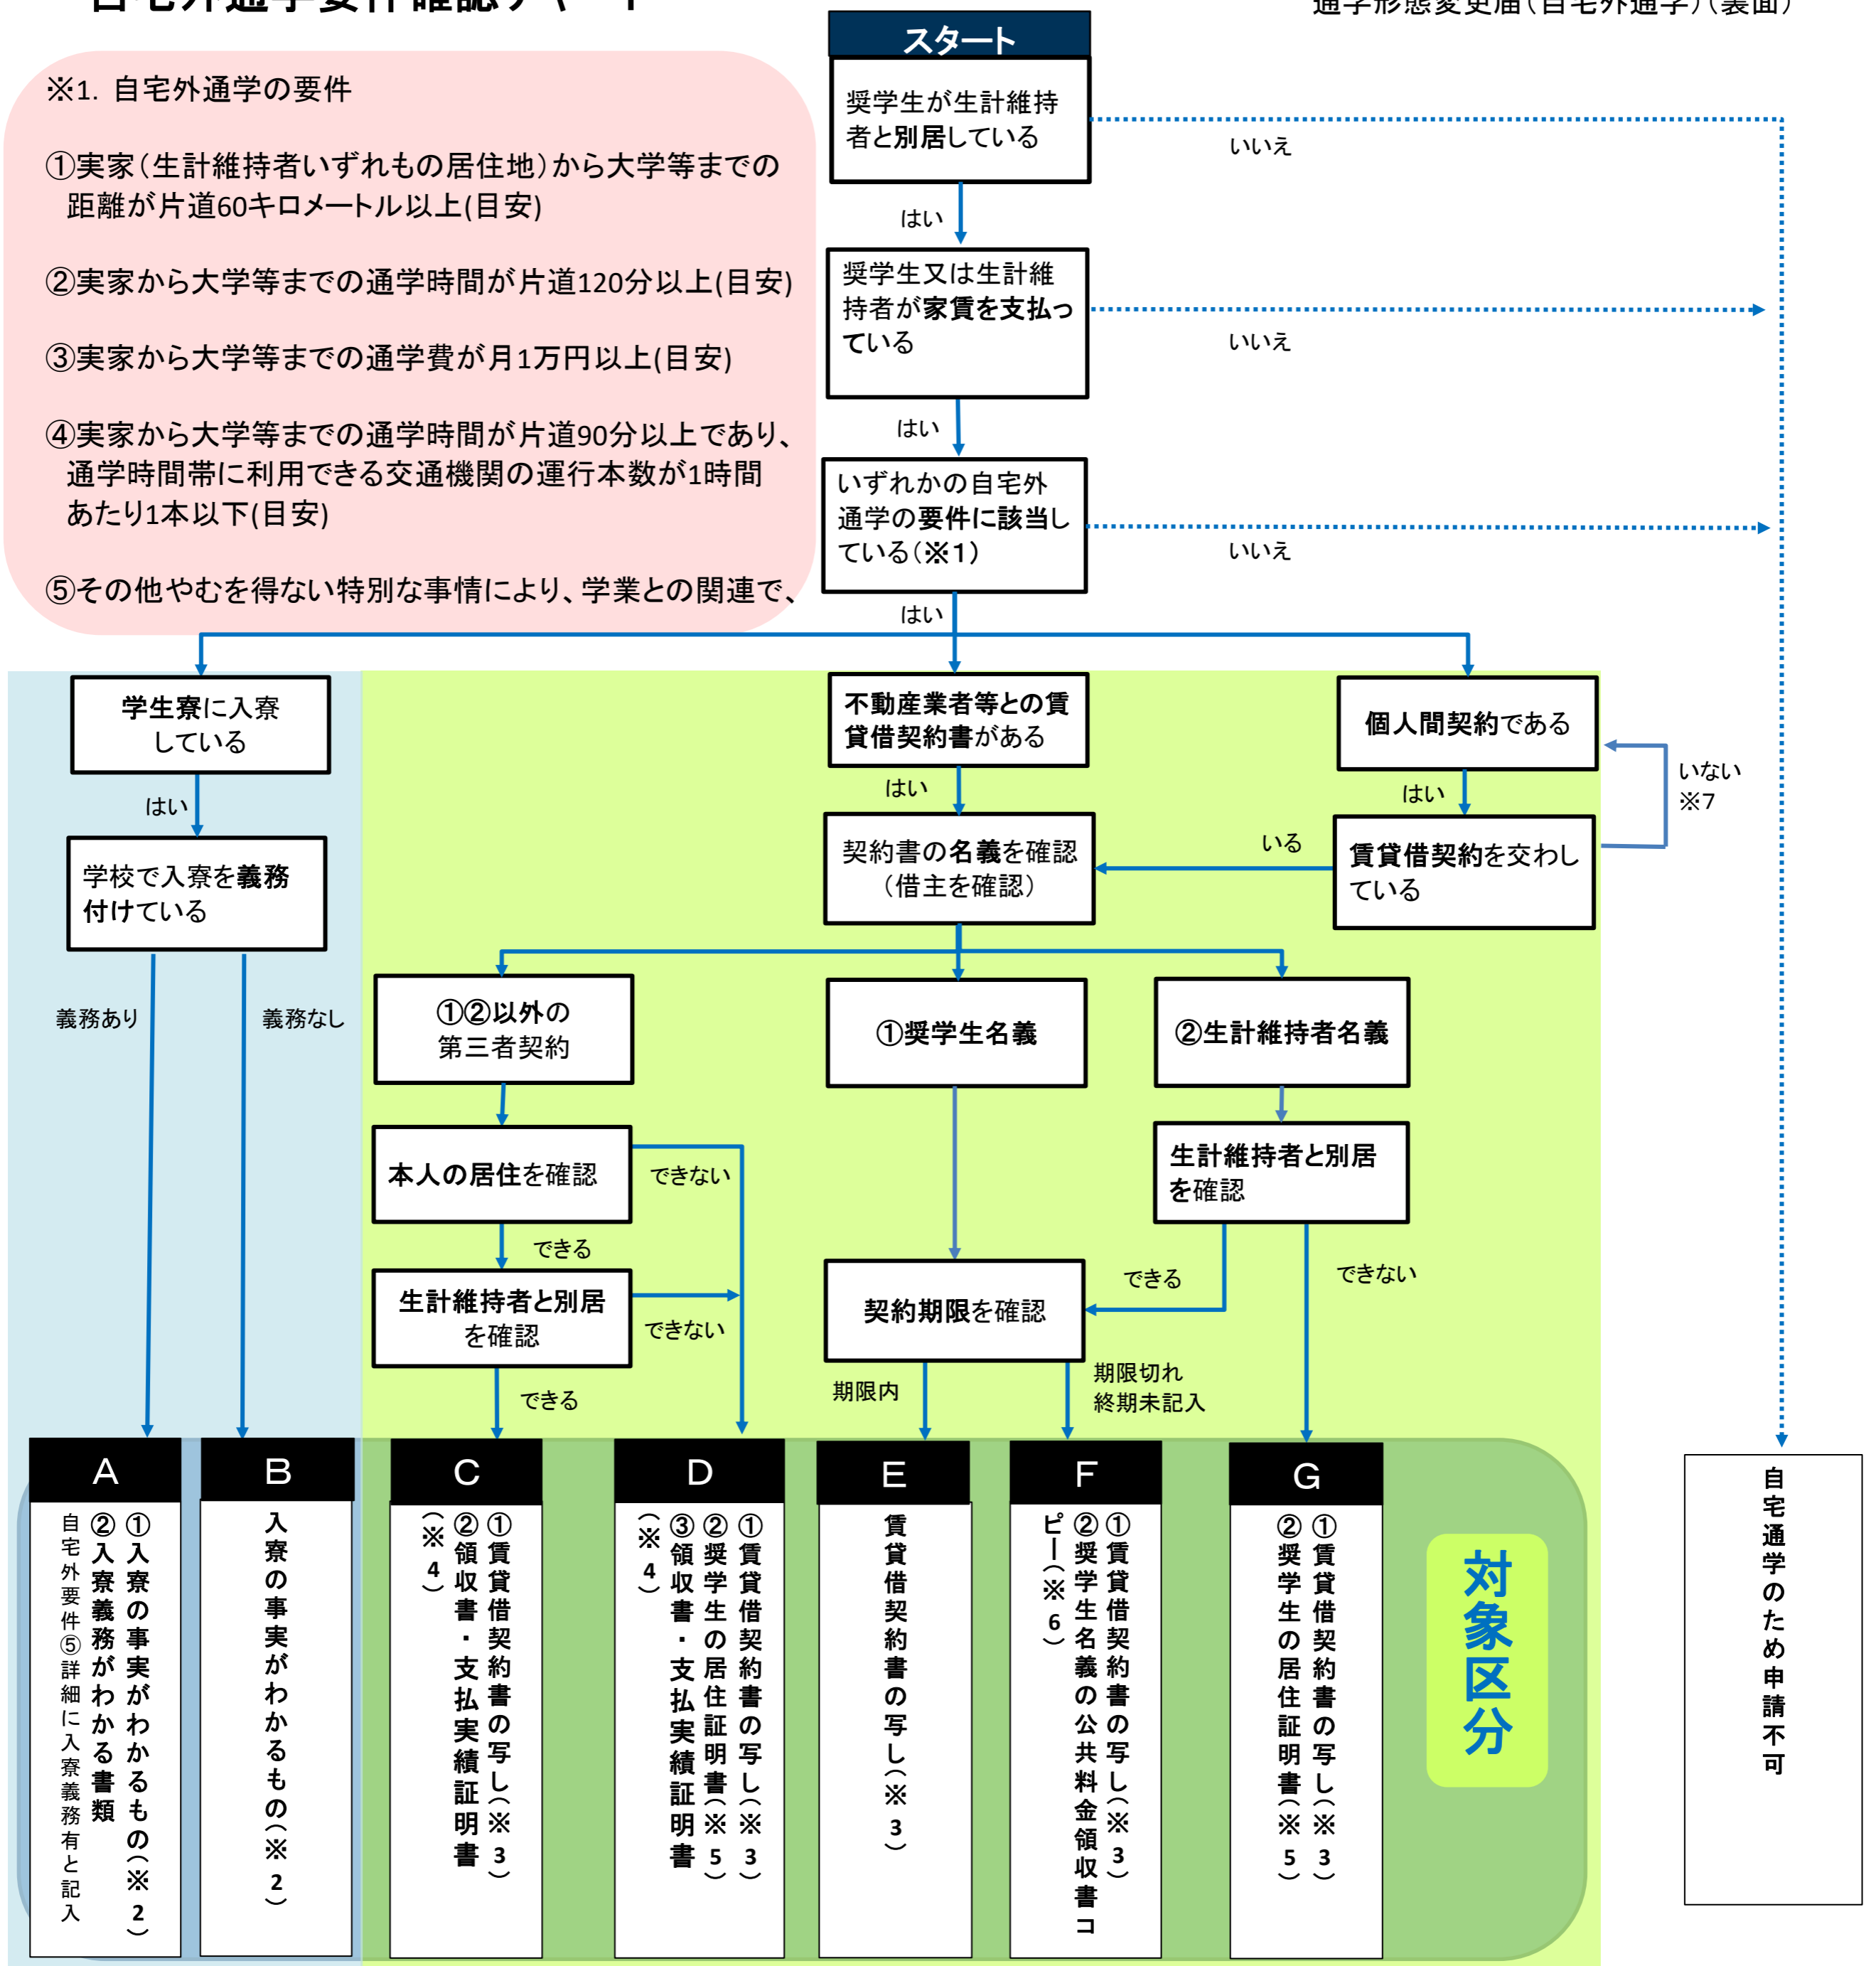 通学形態変更届（自宅外通学）（裏面）
※1. 自宅外通学の要件
①実家（生計維持者いずれもの居住地）から大学等までの
距離が片道60キロメートル以上(目安)
②実家から大学等までの通学時間が片道120分以上(目安)
③実家から大学等までの通学費が月1万円以上(目安)
④実家から大学等までの通学時間が片道90分以上であり、
通学時間帯に利用できる交通機関の運行本数が1時間
あたり1本以下(目安)
⑤その他やむを得ない特別な事情により、学業との関連で、
スタート
奨学生が生計維持
者と別居している
いいえ
はい
奨学生又は生計維
持者が家賃を支払っ
ている
いいえ
はい
いずれかの自宅外
通学の要件に該当し
ている（※1）
いいえ
はい
学生寮に入寮
している
はい
学校で入寮を義務
付けている
義務あり
義務なし
不動産業者等との賃
貸借契約書がある
はい
契約書の名義を確認
（借主を確認）
個人間契約である
はい
いない
※7
賃貸借契約を交わし
ている
いる
①②以外の
第三者契約
①奨学生名義
②生計維持者名義
本人の居住を確認
できない
できる
生計維持者と別居
を確認
できない
できる
生計維持者と別居
を確認
できる
できない
契約期限を確認
期限内
期限切れ
終期未記入
A
①入寮の事実がわかるもの（※2）
②入寮義務がわかる書類
自宅外要件⑤詳細に入寮義務有と記入
B
入寮の事実がわかるもの（※2）
C
①賃貸借契約書の写し（※3）
②領収書・支払実績証明書
（※4）
D
①賃貸借契約書の写し（※3）
②奨学生の居住証明書（※5）
③領収書・支払実績証明書
（※4）
E
賃貸借契約書の写し（※3）
F
①賃貸借契約書の写し（※3）
②奨学生名義の公共料金領収書コ
ピー（※6）
G
①賃貸借契約書の写し（※3）
②奨学生の居住証明書（※5）
対象区分
自宅通学のため申請不可